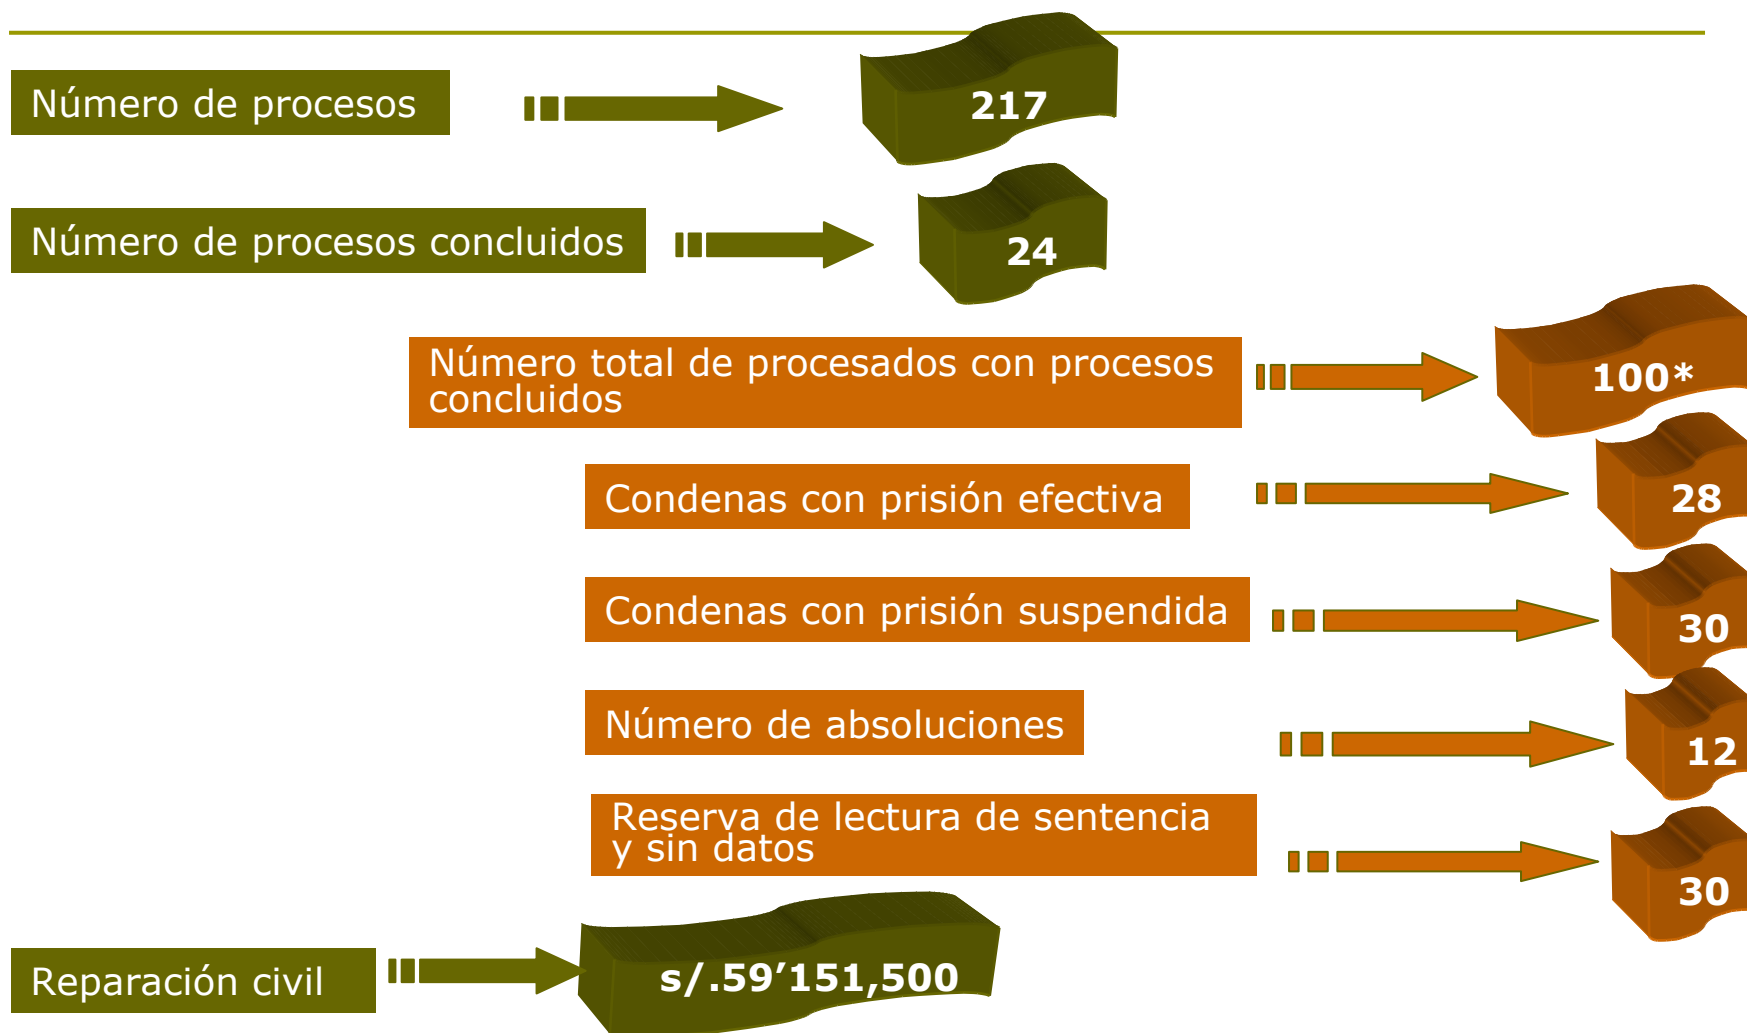 Número de procesos
217
Número de procesos concluidos
24
Número total de procesados con procesos
concluidos
100*
Condenas con prisión efectiva
28
Condenas con prisión suspendida
30
Número de absoluciones
12
Reserva de lectura de sentencia
y sin datos
30
Reparación civil
s/.59’151,500